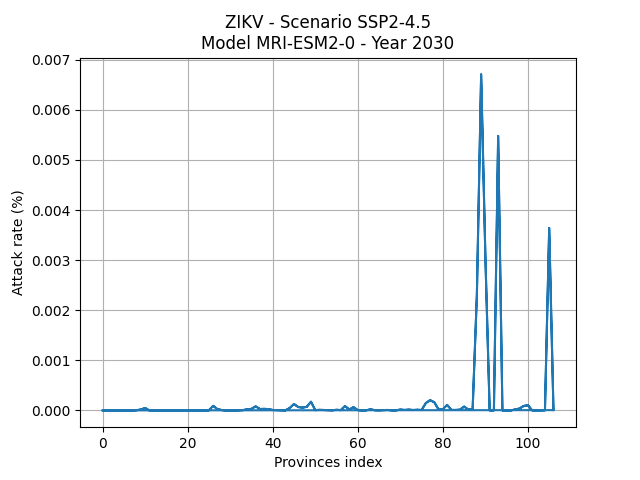 ZIKV - Scenario SSP2-4.5
Model MRI-ESM2-0 - Year 2030
0.007
0.006
0.005
0.004
0.003
0.002
0.001
0.000
Attack rate (%)
0 20 40 60 80 100
Provinces index